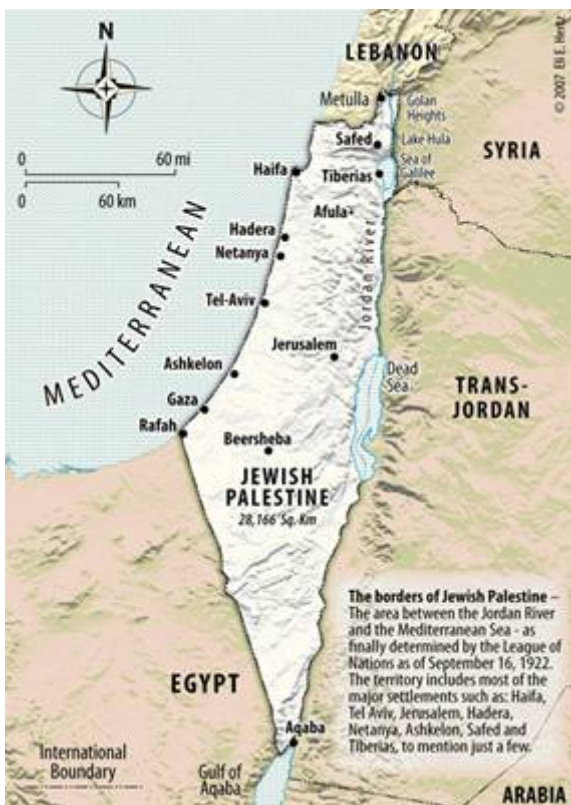 N
LEBANON
© 2007 Eli E. Hertz
Metulla
Golan
Heights
0 60 mi
0 60 km
Safed
Lake Hula
SYRIA
Haifa
Tiberias
Sea of
Galilee
Afula
Hadera
Netanya
MEDITERRANEAN
Jordan River
Tel-Aviv
Jerusalem
Ashkelon
Dead
Sea
TRANS-
JORDAN
Gaza
Rafah
Beersheba
JEWISH
PALESTINE
28,166 Sq. Km
The borders of Jewish Palestine –
The area between the Jordan River
and the Mediterranean Sea - as
finally determined by the League of
Nations as of September 16, 1922.
The territory includes most of the
major settlements such as: Haifa,
Tel Aviv, Jerusalem, Hadera,
Netanya, Ashkelon, Safed and
Tiberias, to mention just a few.
EGYPT
Aqaba
International
Boundary
Gulf of
Aqaba
ARABIA